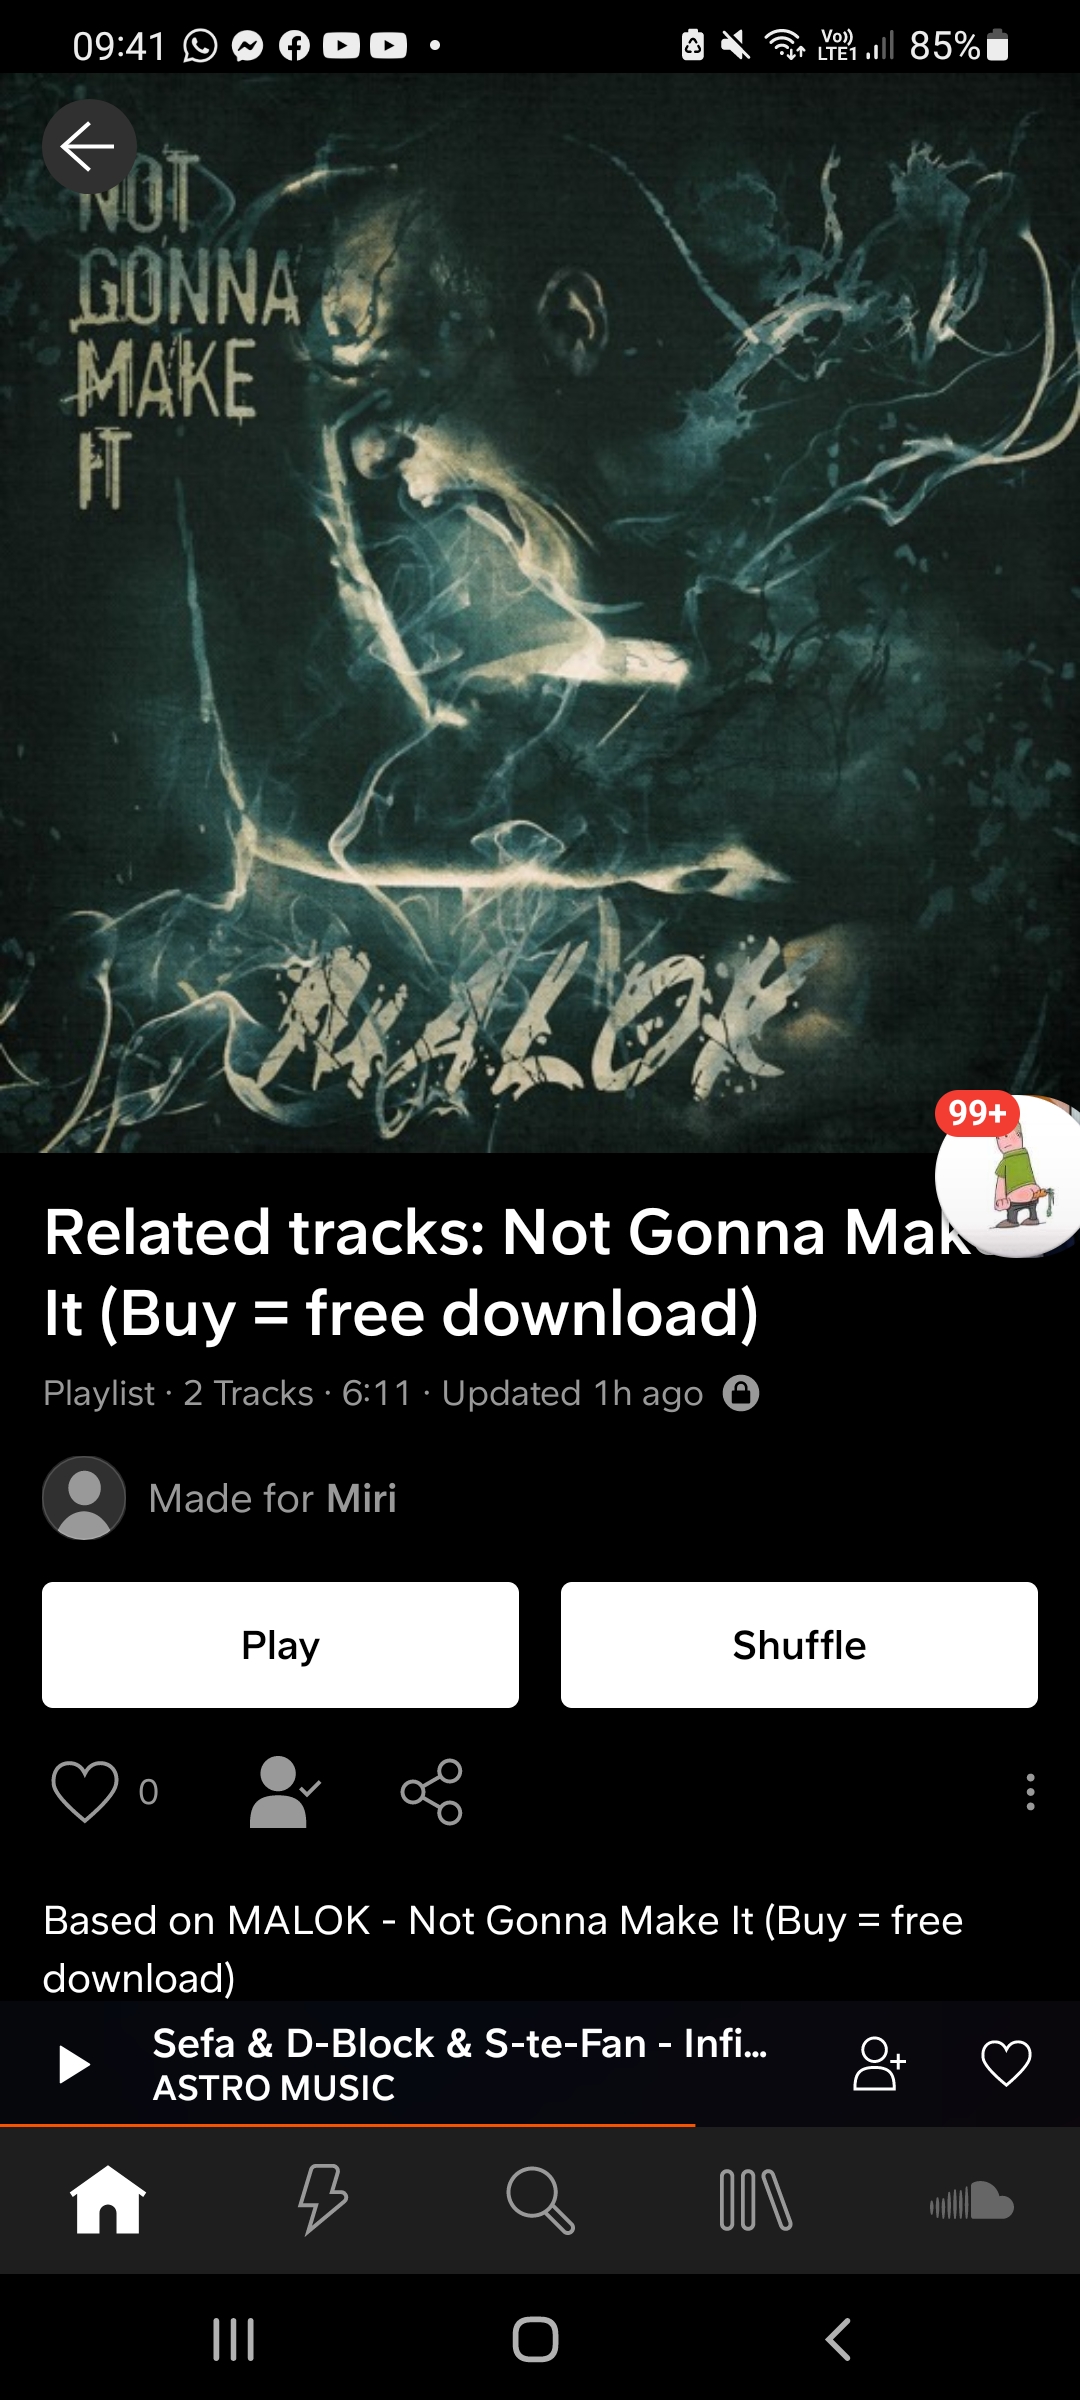 09:41
Vo))
LTE1
85%
NOT
GONNA
MAKE
IT
MALOK
99+
Related tracks: Not Gonna Mak
It (Buy = free download)
Playlist · 2 Tracks · 6:11 · Updated 1h ago
Made for Miri
Play
Shuffle
0
Based on MALOK - Not Gonna Make It (Buy = free
download)
Sefa & D-Block & S-te-Fan - Infi...
ASTRO MUSIC